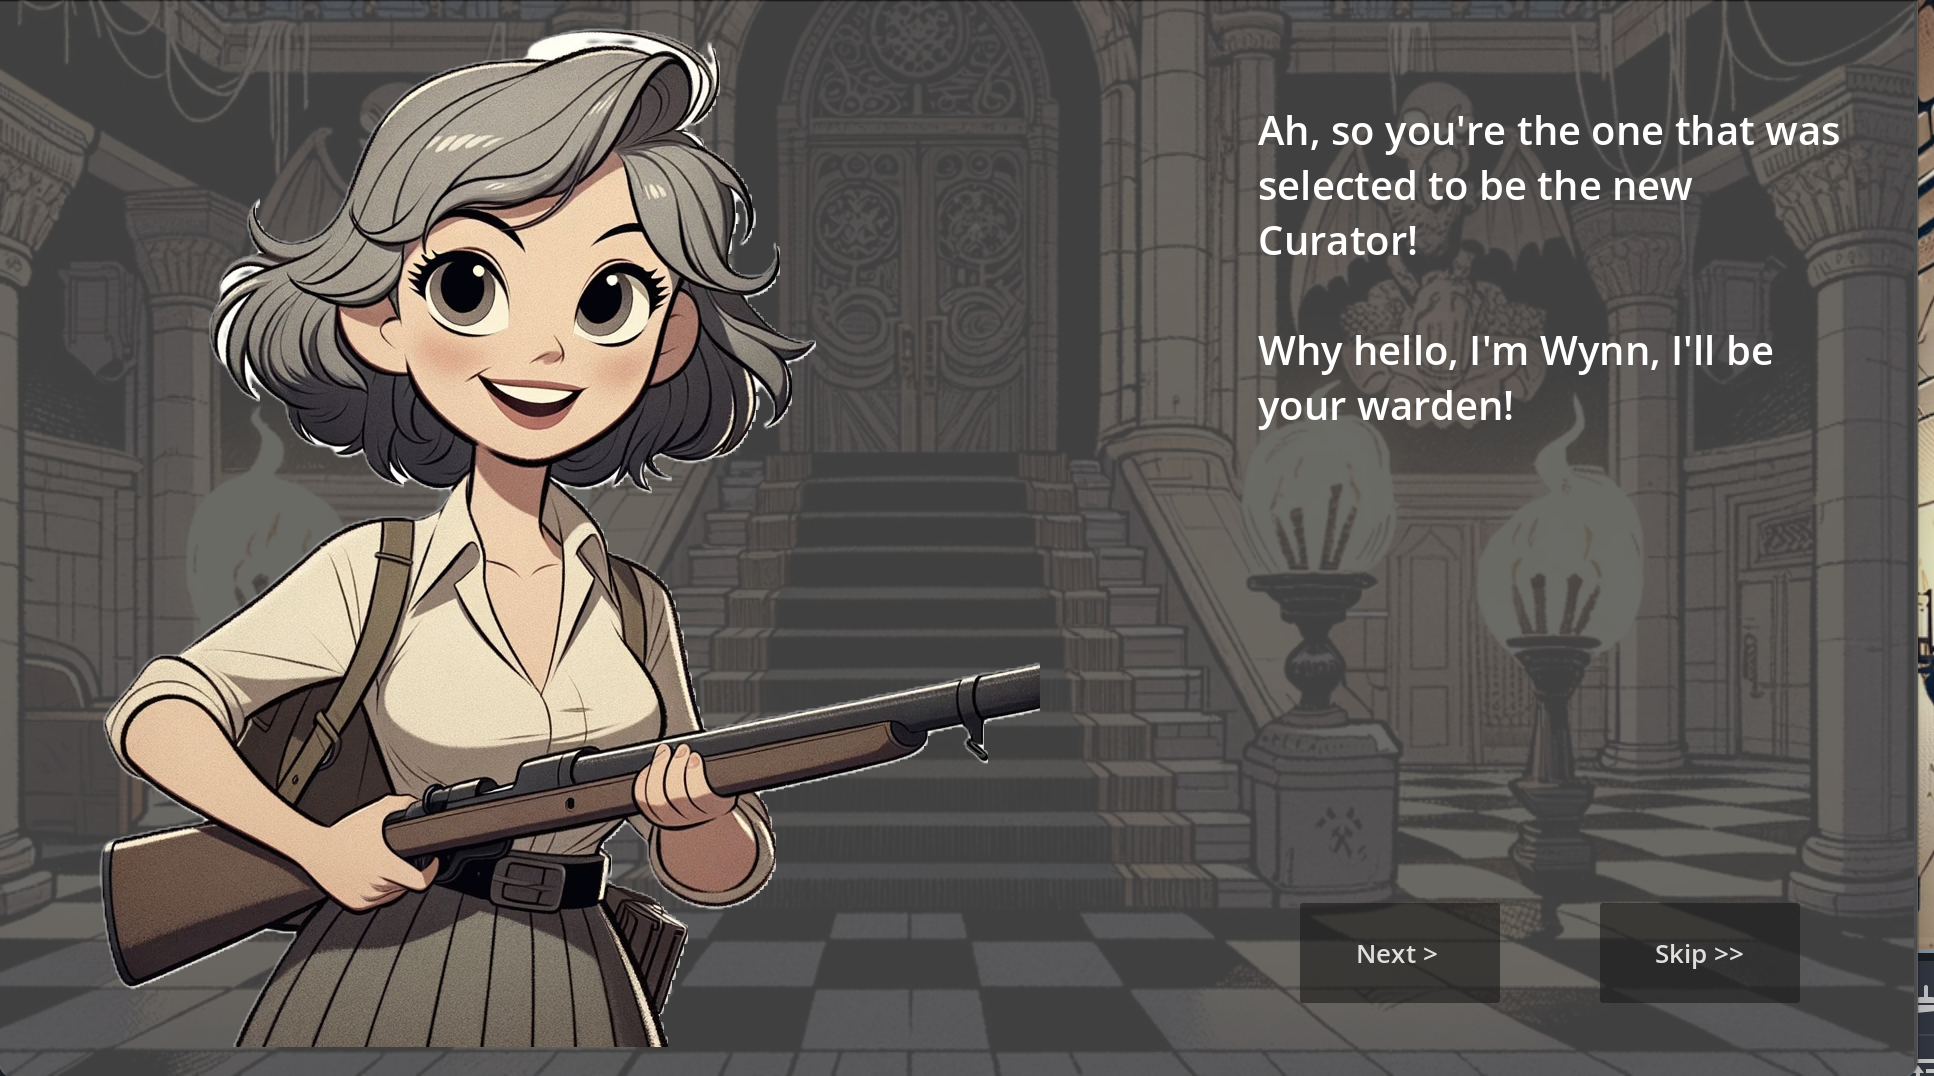 Ah, so you're the one that was
selected to be the new
Curator!
Why hello, I'm Wynn, I'll be
your warden!
Next >
Skip >>